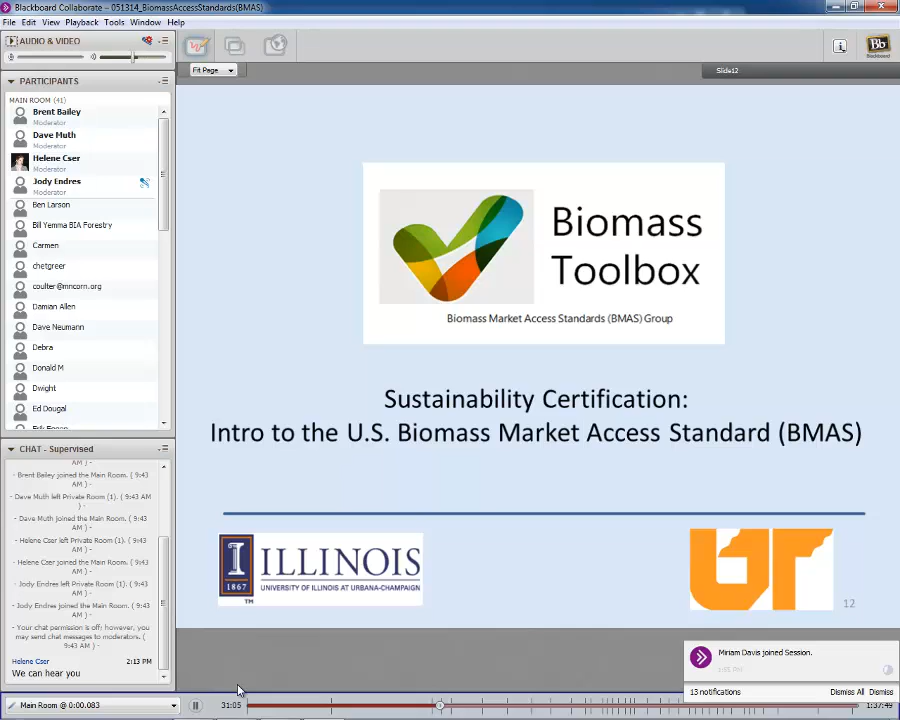 Blackboard Collaborate – 051314_BiomassAccessStandards(BMAS)
File Edit View Playback Tools Window Help
AUDIO & VIDEO
PARTICIPANTS
MAIN ROOM (41)
Brent Bailey
Moderator
Dave Muth
Moderator
Helene Cser
Moderator
Jody Endres
Moderator
Ben Larson
Bill Yemma BIA Forestry
Carmen
chetgreer
coulter@mncorn.org
Damian Allen
Dave Neumann
Debra
Donald M
Dwight
Ed Dougal
CHAT - Supervised
AM ) -
- Brent Bailey joined the Main Room. ( 9:43
AM ) -
- Dave Muth left Private Room (1). ( 9:43 AM
) -
- Dave Muth joined the Main Room. ( 9:43
AM ) -
- Helene Cser left Private Room (1). ( 9:43
AM ) -
- Helene Cser joined the Main Room. ( 9:43
AM ) -
- Jody Endres left Private Room (1). ( 9:43
AM ) -
- Jody Endres joined the Main Room. ( 9:43
AM ) -
- Your chat permission is off; however, you
may send chat messages to moderators. (
9:43 AM ) -
Helene Cser 2:13 PM
We can hear you
Main Room @ 0:00.083
Fit Page
Slide12
Bb
Blackboard
Biomass
Toolbox
Biomass Market Access Standards (BMAS) Group
Sustainability Certification:
Intro to the U.S. Biomass Market Access Standard (BMAS)
I
1867
TM
ILLINOIS
UNIVERSITY OF ILLINOIS AT URBANA-CHAMPAIGN
UT
12
Miriam Davis joined Session.
13 notifications Dismiss All Dismiss
31:05
1:37:49